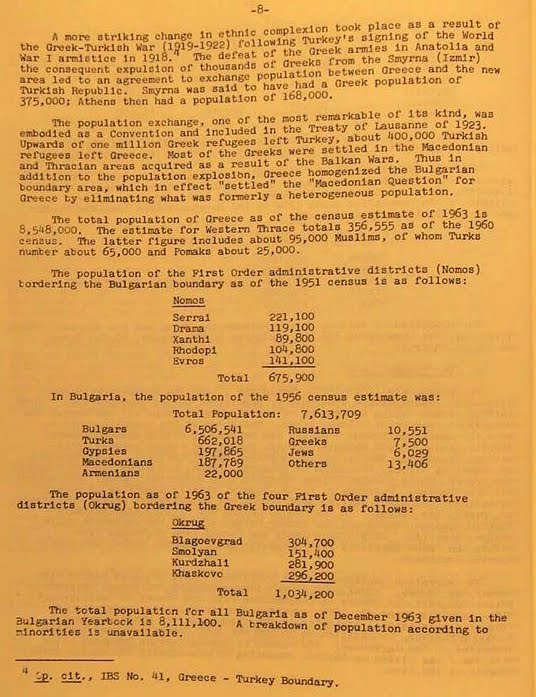 -8-
A more striking change in ethnic complexion took place as a result of
the Greek-Turkish War (1919-1922) following Turkey's signing of the World
War I armistice in 1918.4 The defeat of the Greek armies in Anatolia and
the consequent expulsion of thousands of Greeks from the Smyrna (Izmir)
area led to an agreement to exchange population between Greece and the new
Turkish Republic. Smyrna was said to have had a Greek population of
375,000; Athens then had a population of 168,000.
The population exchange, one of the most remarkable of its kind, was
embodied as a Convention and included in the Treaty of Lausanne of 1923.
Upwards of one million Greek refugees left Turkey, about 400,000 Turkish
refugees left Greece. Most of the Greeks were settled in the Macedonian
and Thracian areas acquired as a result of the Balkan Wars. Thus in
addition to the population explosion, Greece homogenized the Bulgarian
boundary area, which in effect "settled" the "Macedonian Question" for
Greece by eliminating what was formerly a heterogeneous population.
The total population of Greece as of the census estimate of 1963 is
8,548,000. The estimate for Western Thrace totals 356,555 as of the 1960
census. The latter figure includes about 95,000 Muslims, of whom Turks
number about 65,000 and Pomaks about 25,000.
The population of the First Order administrative districts (Nomos)
bordering the Bulgarian boundary as of the 1951 census is as follows:
Nomos
Serrai 221,100
Drama 119,100
Xanthi 89,800
Rhodopi 104,800
Evros 141,100
Total 675,900
In Bulgaria, the population of the 1956 census estimate was:
Total Population: 7,613,709
Bulgars 6,506,541 Russians 10,551
Turks 662,018 Greeks 7,500
Gypsies 197,865 Jews 6,029
Macedonians 187,789 Others 13,406
Armenians 22,000
The population as of 1963 of the four First Order administrative
districts (Okrug) bordering the Greek boundary is as follows:
Okrug
Blagoevgrad 304,700
Smolyan 151,400
Kurdzhali 281,900
Khaskovo 296,200
Total 1,034,200
The total population for all Bulgaria as of December 1963 given in the
Bulgarian Yearbook is 8,111,100. A breakdown of population according to
minorities is unavailable.
4 Op. cit., IBS No. 41, Greece - Turkey Boundary.